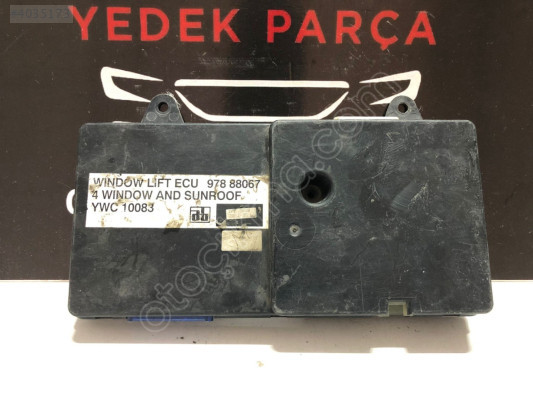 YEDEK PARÇA
WINDOW LIFT ECU 978 88067
4 WINDOW AND SUNROOF
YWC 10083